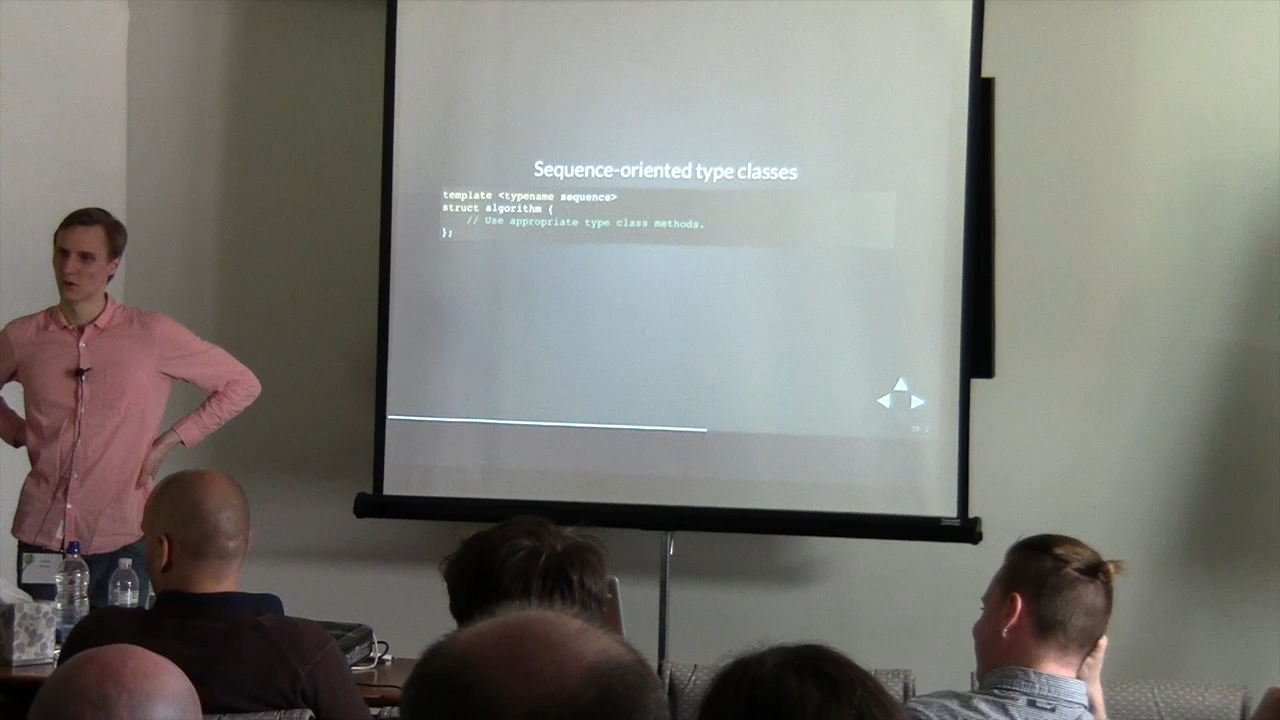 Sequence-oriented type classes
template <typename sequence>
struct algorithm {
// Use appropriate type class methods.
};